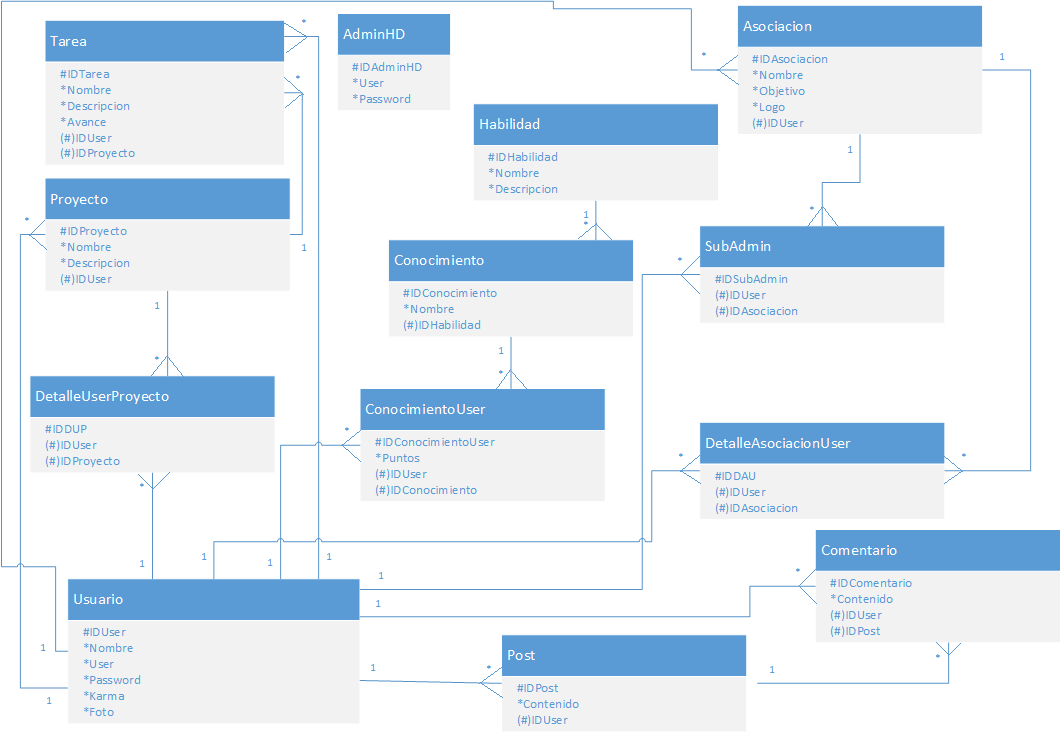 Tarea
#IDTarea
*Nombre
*Descripcion
*Avance
(#)IDUser
(#)IDProyecto
*
*
AdminHD
#IDAdminHD
*User
*Password
Asociacion
#IDAsociacion
*Nombre
*Objetivo
*Logo
(#)IDUser
*
1
1
Habilidad
#IDHabilidad
*Nombre
*Descripcion
1
*
Proyecto
#IDProyecto
*Nombre
*Descripcion
(#)IDUser
*
1
1
Conocimiento
#IDConocimiento
*Nombre
(#)IDHabilidad
1
*
SubAdmin
#IDSubAdmin
(#)IDUser
(#)IDAsociacion
*
*
DetalleUserProyecto
#IDDUP
(#)IDUser
(#)IDProyecto
*
*
ConocimientoUser
#IDConocimientoUser
*Puntos
(#)IDUser
(#)IDConocimiento
*
DetalleAsociacionUser
#IDDAU
(#)IDUser
(#)IDAsociacion
*
*
Comentario
#IDComentario
*Contenido
(#)IDUser
(#)IDPost
*
*
Usuario
#IDUser
*Nombre
*User
*Password
*Karma
*Foto
1
1
1
1
1
1
1
1
1
Post
#IDPost
*Contenido
(#)IDUser
*
1